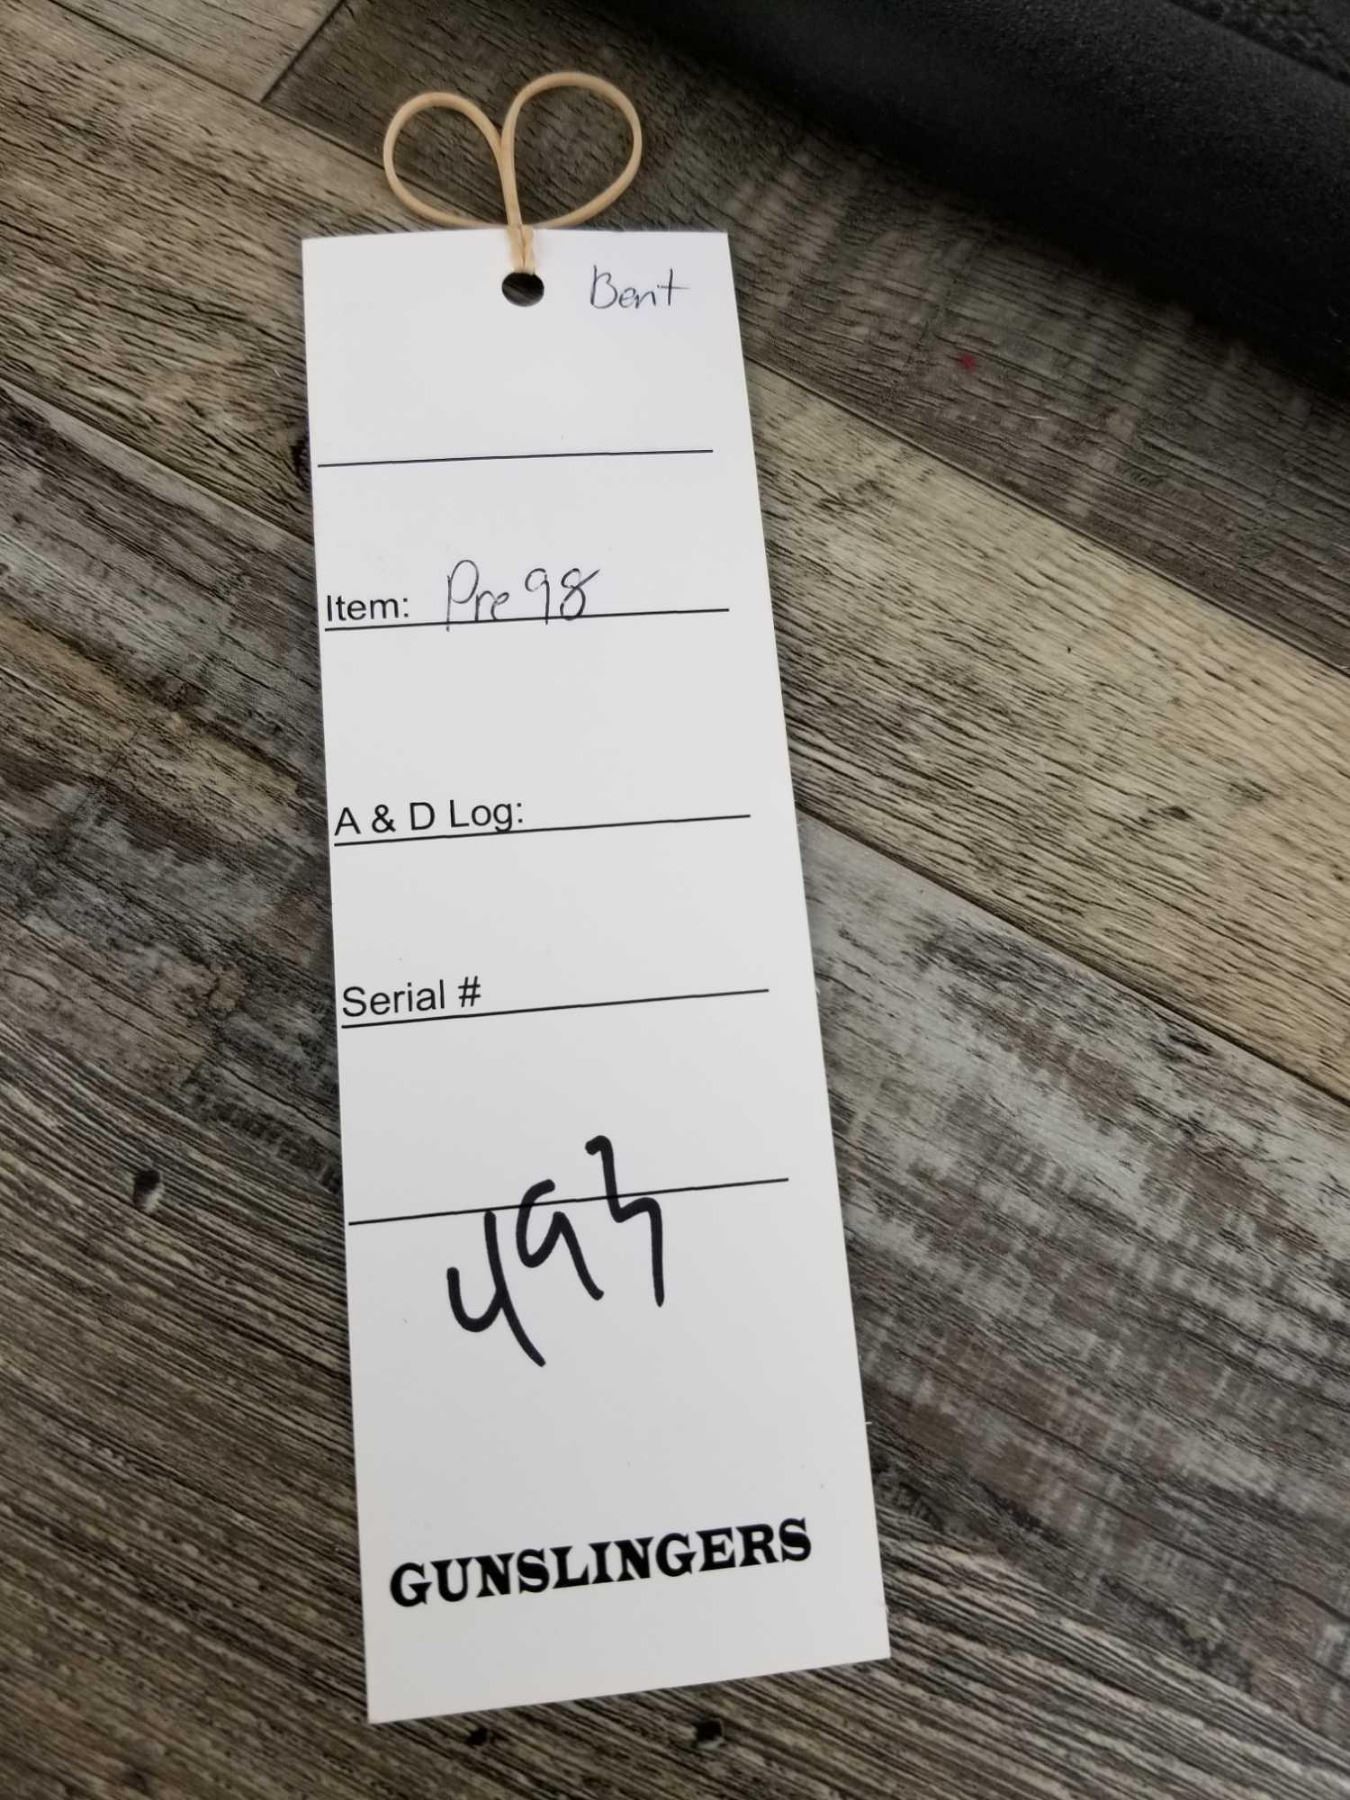 Bent
Item: Pre 98
A & D Log:
Serial #
493
GUNSLINGERS